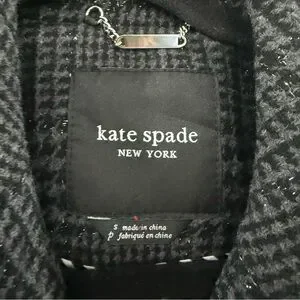 kate spade
NEW YORK
S made in china
P fabriqué en chine